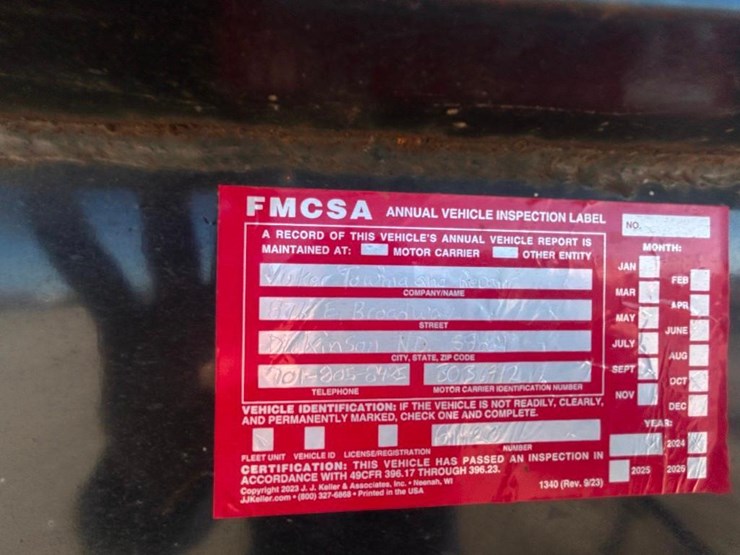 FMCSA ANNUAL VEHICLE INSPECTION LABEL
NO.
A RECORD OF THIS VEHICLE'S ANNUAL VEHICLE REPORT IS
MAINTAINED AT: MOTOR CARRIER OTHER ENTITY
COMPANY/NAME
STREET
Dickinson ND
CITY, STATE, ZIP CODE
TELEPHONE MOTOR CARRIER IDENTIFICATION NUMBER
VEHICLE IDENTIFICATION: IF THE VEHICLE IS NOT READILY, CLEARLY,
AND PERMANENTLY MARKED, CHECK ONE AND COMPLETE.
FLEET UNIT VEHICLE ID LICENSE/REGISTRATION NUMBER
CERTIFICATION: THIS VEHICLE HAS PASSED AN INSPECTION IN
ACCORDANCE WITH 49CFR 396.17 THROUGH 396.23.
Copyright 2023 J. J. Keller & Associates, Inc. • Neenah, WI
JJKeller.com • (800) 327-6868 • Printed in the USA
1340 (Rev. 9/23)
MONTH:
JAN FEB
MAR APR
MAY JUNE
JULY AUG
SEPT OCT
NOV DEC
YEAR:
2024
2025 2026